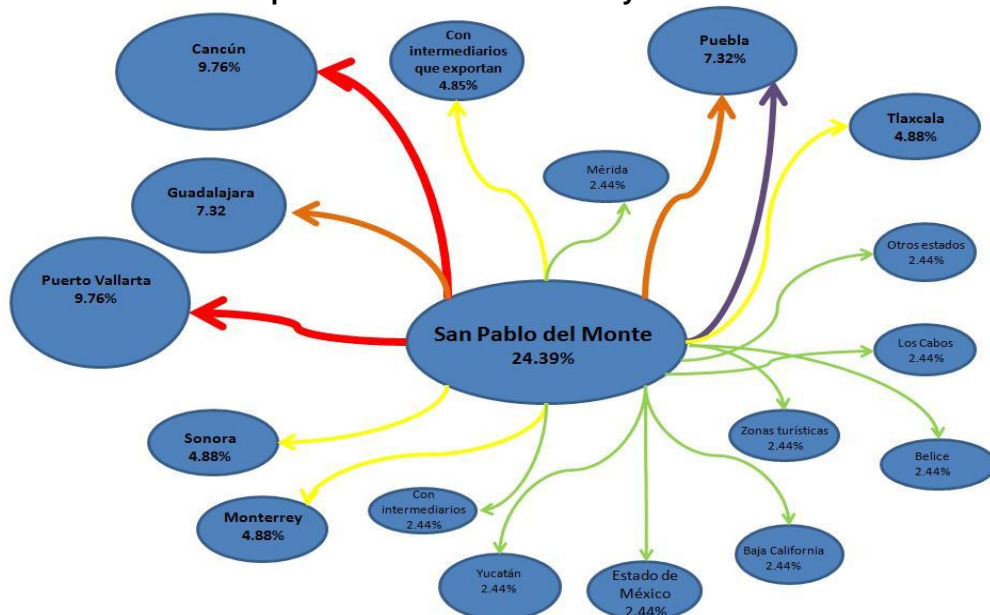 Cancún
9.76%
Con
intermediarios
que exportan
4.85%
Puebla
7.32%
Tlaxcala
4.88%
Mérida
2.44%
Guadalajara
7.32
Otros estados
2.44%
Puerto Vallarta
9.76%
San Pablo del Monte
24.39%
Los Cabos
2.44%
Sonora
4.88%
Zonas turísticas
2.44%
Belice
2.44%
Con
intermediarios
2.44%
Monterrey
4.88%
Baja California
2.44%
Yucatán
2.44%
Estado de
México
2.44%